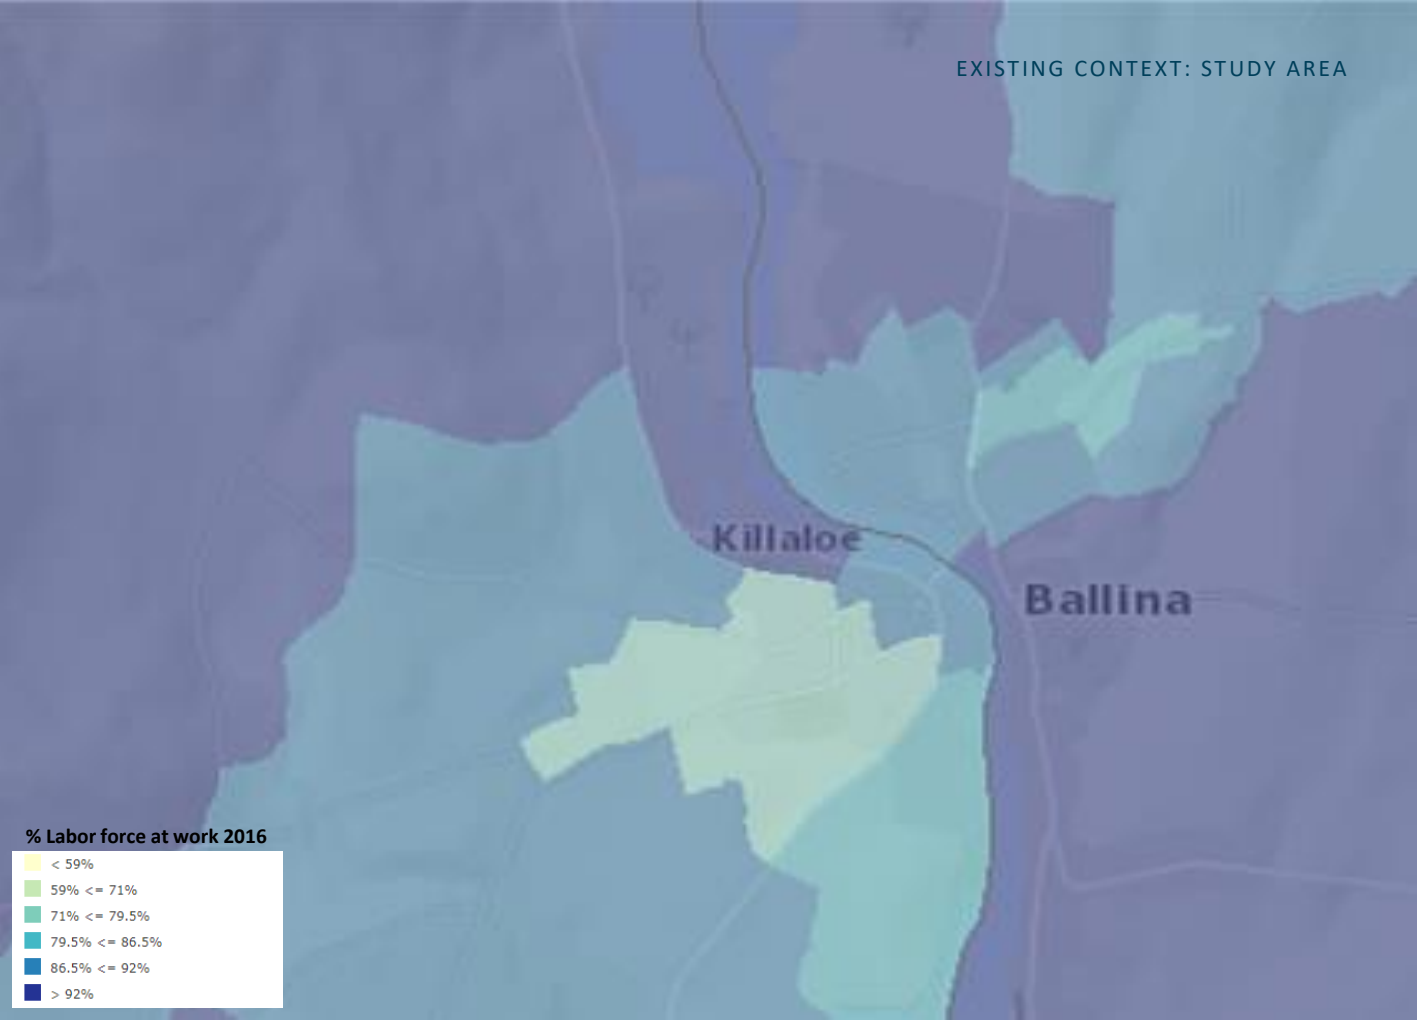 EXISTING CONTEXT: STUDY AREA
Killaloe
Ballina
% Labor force at work 2016
< 59%
59% <= 71%
71% <= 79.5%
79.5% <= 86.5%
86.5% <= 92%
> 92%